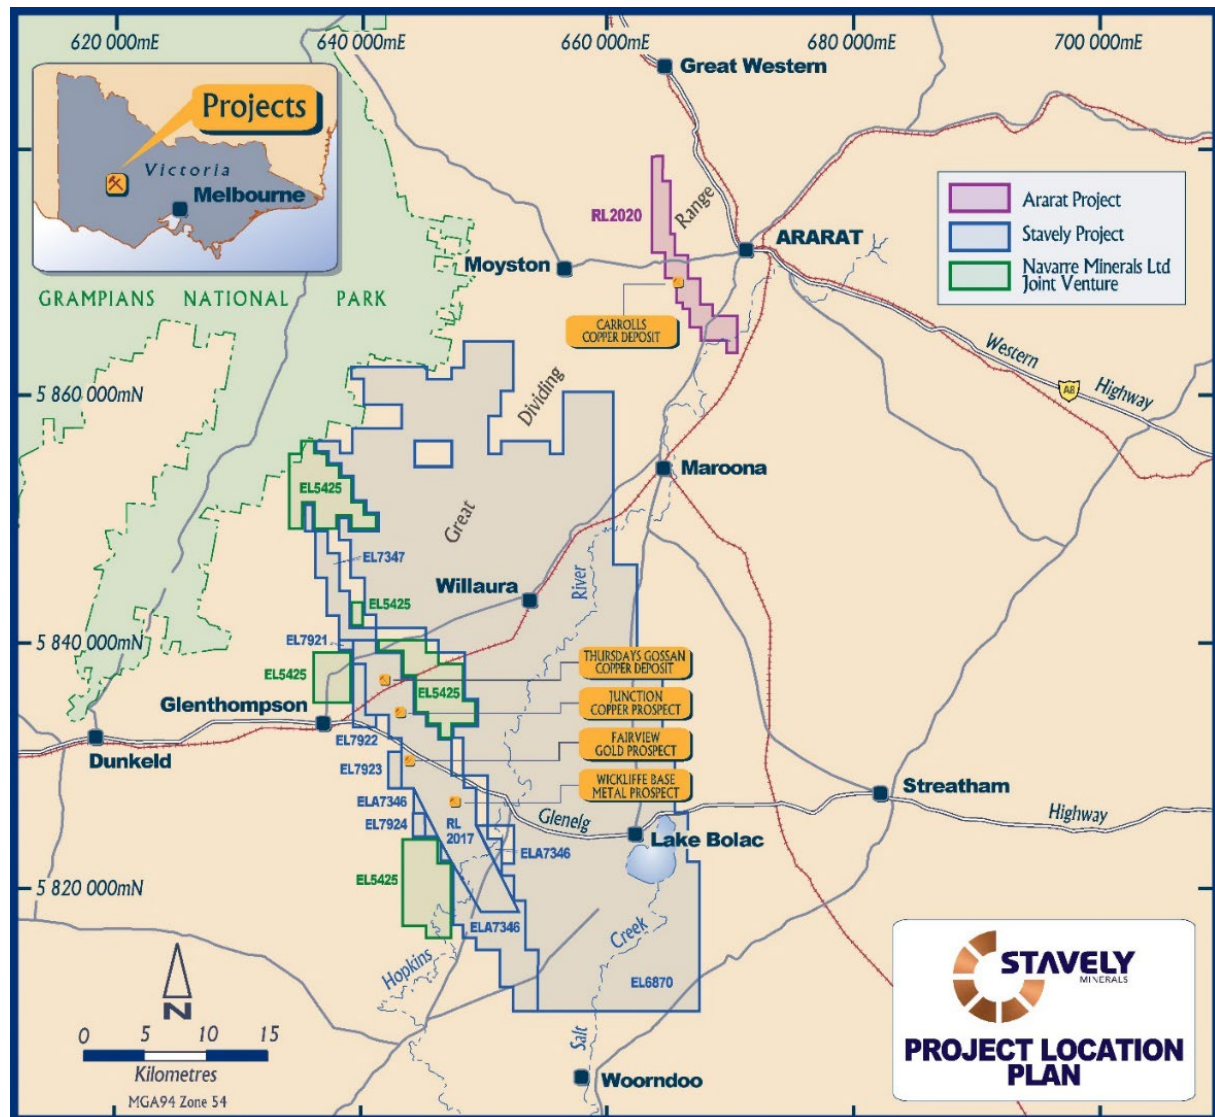 620 000mE
640 000mE
660 000mE
680 000mE
700 000mE
Great Western
Projects
Victoria
Melbourne
RL2020
Range
ARARAT
Moyston
Ararat Project
Stavely Project
Navarre Minerals Ltd
Joint Venture
GRAMPIANS NATIONAL PARK
CARROLLS
COPPER DEPOSIT
Western
Highway
A8
5 860 000mN
Dividing
Maroona
EL5425
Great
EL7347
Willaura
River
EL5425
EL7921
5 840 000mN
THURSDAYS GOSSAN
COPPER DEPOSIT
EL5425
EL5425
JUNCTION
COPPER PROSPECT
Glenthompson
EL7922
FAIRVIEW
GOLD PROSPECT
Dunkeld
EL7923
WICKLIFFE BASE
METAL PROSPECT
Streatham
ELA7346
EL7924
RL
2017
Glenelg
Highway
Lake Bolac
ELA7346
EL5425
5 820 000mN
ELA7346
Creek
Hopkins
EL6870
N
STAVELY
MINERALS
0 5 10 15
Kilometres
MGA94 Zone 54
Salt
Woorndoo
PROJECT LOCATION
PLAN